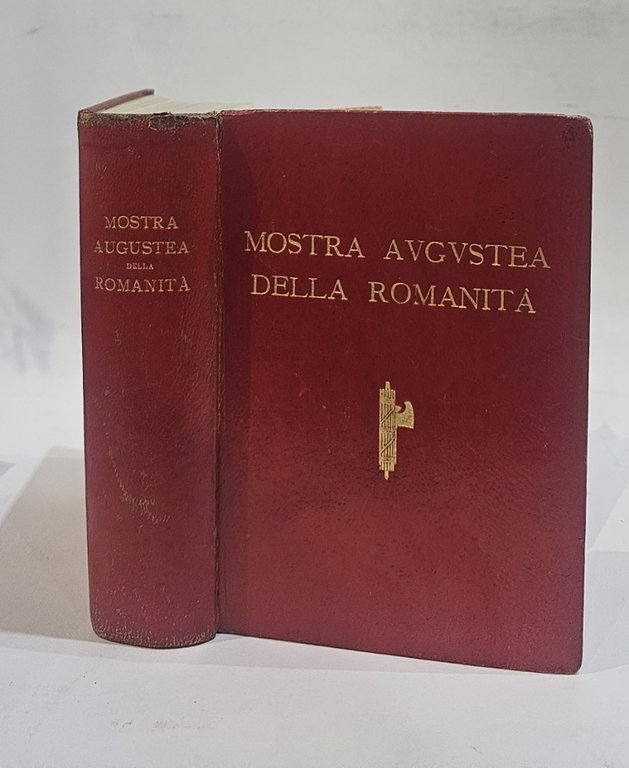 MOSTRA
AUGUSTEA
DELLA
ROMANITÀ
MOSTRA AVGVSTEA
DELLA ROMANITÀ